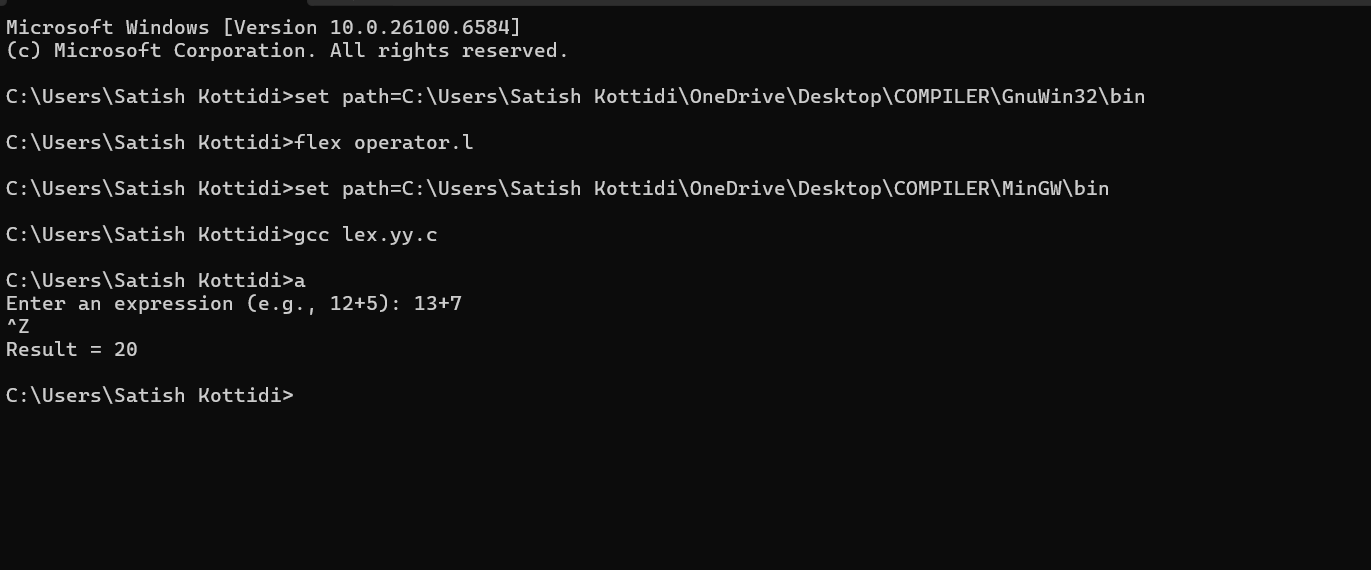 Microsoft Windows [Version 10.0.26100.6584]
(c) Microsoft Corporation. All rights reserved.
C:\Users\Satish Kottidi>set path=C:\Users\Satish Kottidi\OneDrive\Desktop\COMPILER\GnuWin32\bin
C:\Users\Satish Kottidi>flex operator.l
C:\Users\Satish Kottidi>set path=C:\Users\Satish Kottidi\OneDrive\Desktop\COMPILER\MinGW\bin
C:\Users\Satish Kottidi>gcc lex.yy.c
C:\Users\Satish Kottidi>a
Enter an expression (e.g., 12+5): 13+7
^Z
Result = 20
C:\Users\Satish Kottidi>